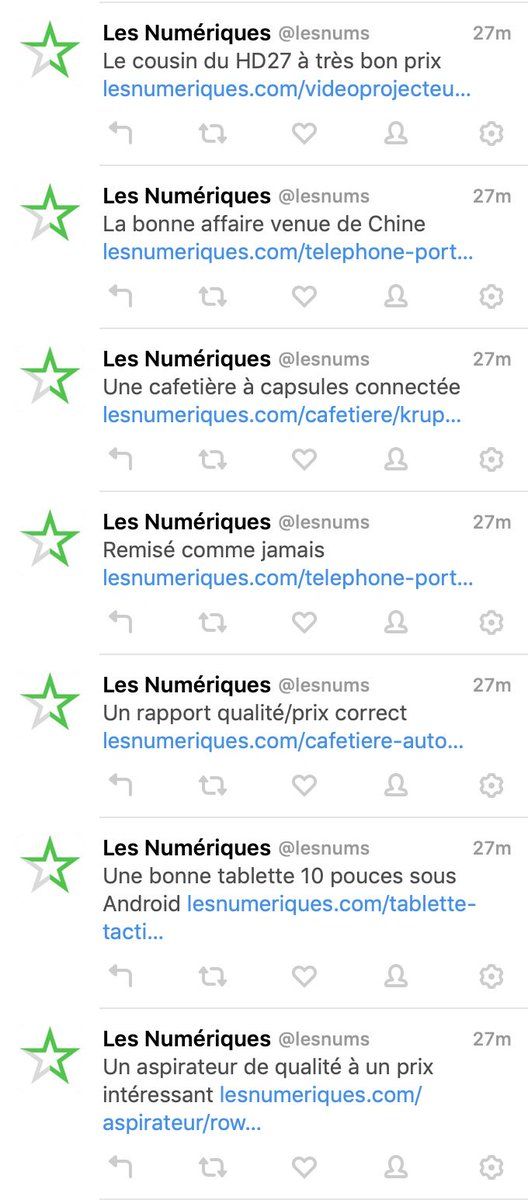 Les Numériques @lesnums 27m
Le cousin du HD27 à très bon prix
lesnumeriques.com/videoprojecteu...
Les Numériques @lesnums 27m
La bonne affaire venue de Chine
lesnumeriques.com/telephone-port...
Les Numériques @lesnums 27m
Une cafetière à capsules connectée
lesnumeriques.com/cafetiere/krup...
Les Numériques @lesnums 27m
Remisé comme jamais
lesnumeriques.com/telephone-port...
Les Numériques @lesnums 27m
Un rapport qualité/prix correct
lesnumeriques.com/cafetiere-auto...
Les Numériques @lesnums 27m
Une bonne tablette 10 pouces sous
Android lesnumeriques.com/tablette-
tacti...
Les Numériques @lesnums 27m
Un aspirateur de qualité à un prix
intéressant lesnumeriques.com/
aspirateur/row...